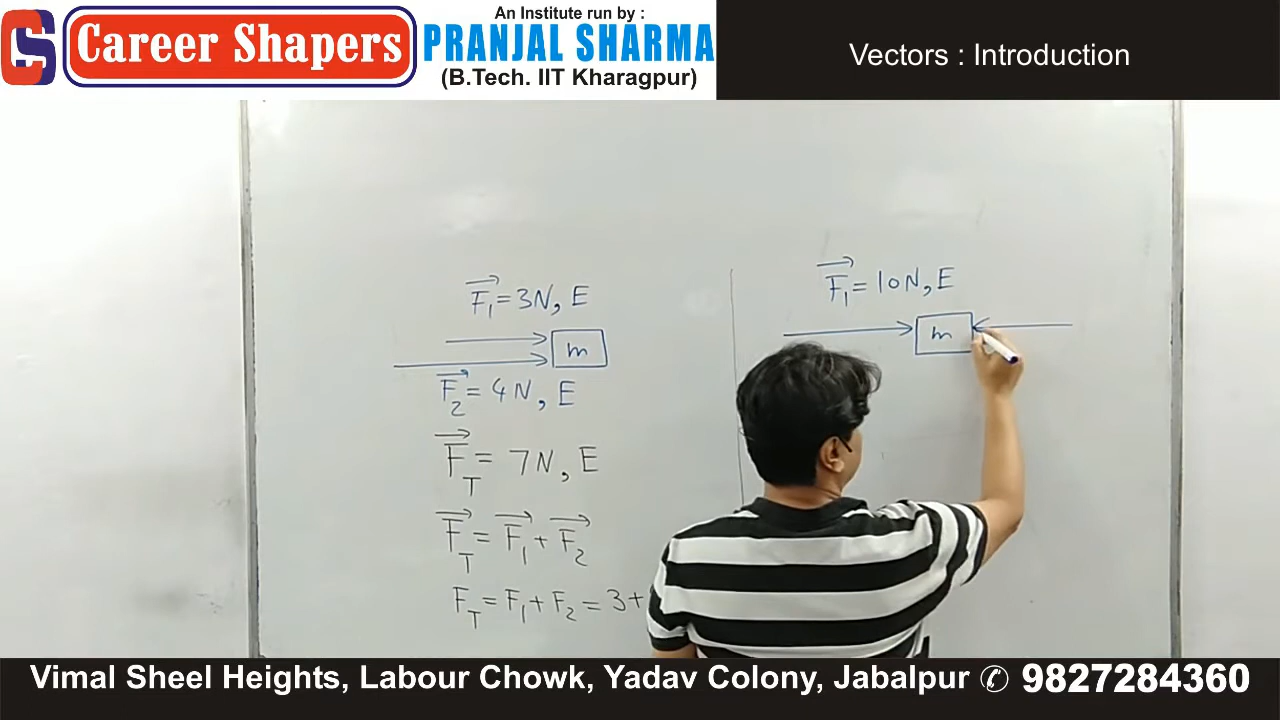 CS Career Shapers
An Institute run by :
PRANJAL SHARMA
(B.Tech. IIT Kharagpur)
Vectors : Introduction
F₁ = 3N, E
m
F₂ = 4N, E
F_T = 7N, E
F_T = F₁ + F₂
F_T = F₁ + F₂ = 3+
F₁ = 10N, E
m
Vimal Sheel Heights, Labour Chowk, Yadav Colony, Jabalpur ✆ 9827284360